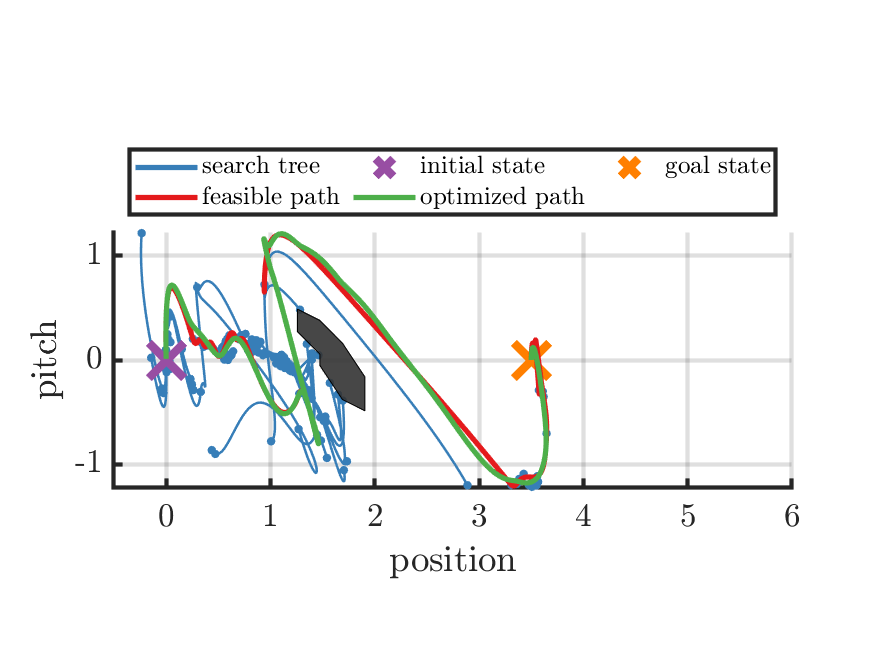 search tree initial state goal state
feasible path optimized path
1
0
-1
pitch
0 1 2 3 4 5 6
position